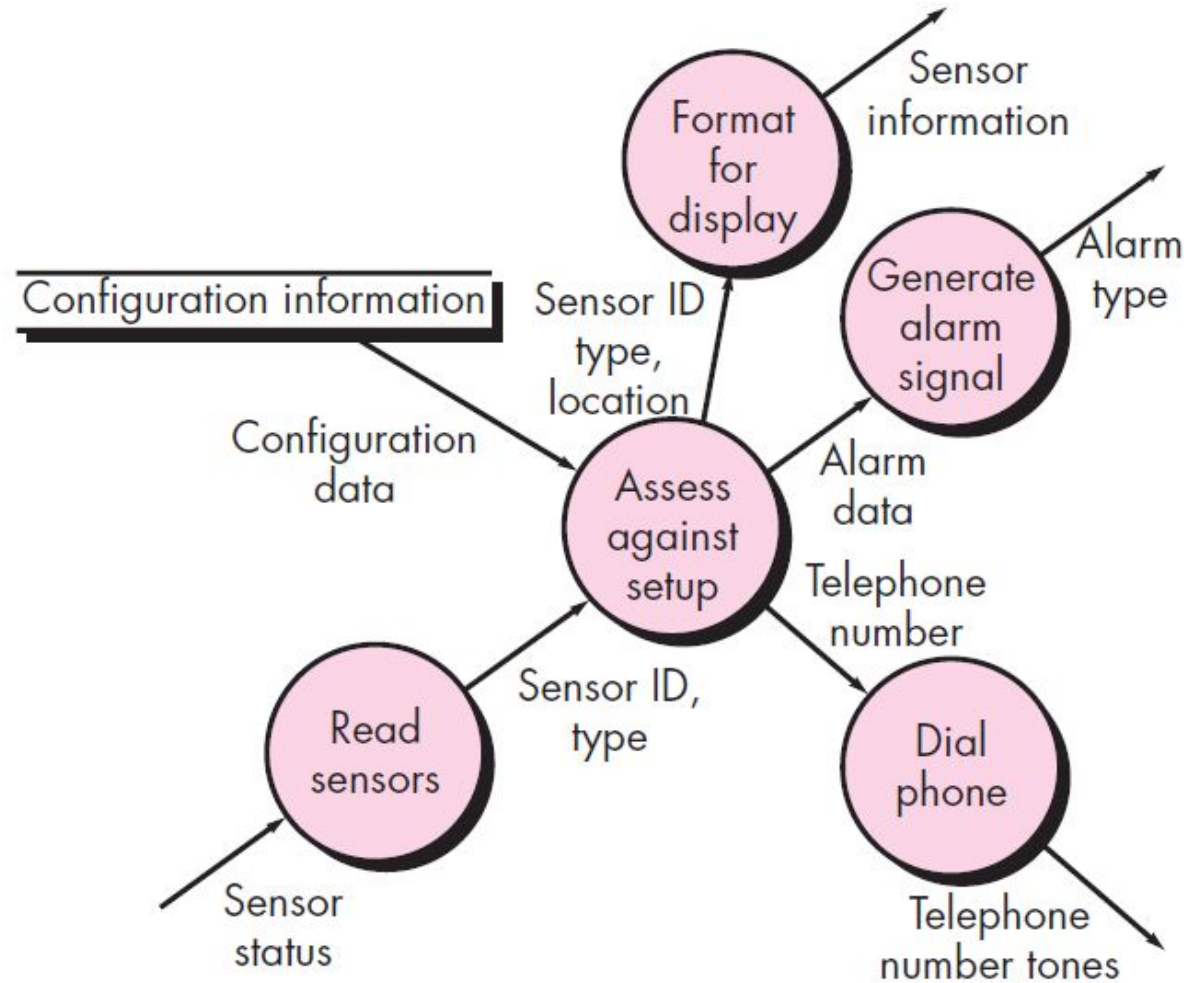 Format
for
display
Sensor
information
Generate
alarm
signal
Alarm
type
Configuration information
Sensor ID
type,
location
Configuration
data
Assess
against
setup
Alarm
data
Telephone
number
Read
sensors
Sensor ID,
type
Dial
phone
Sensor
status
Telephone
number tones